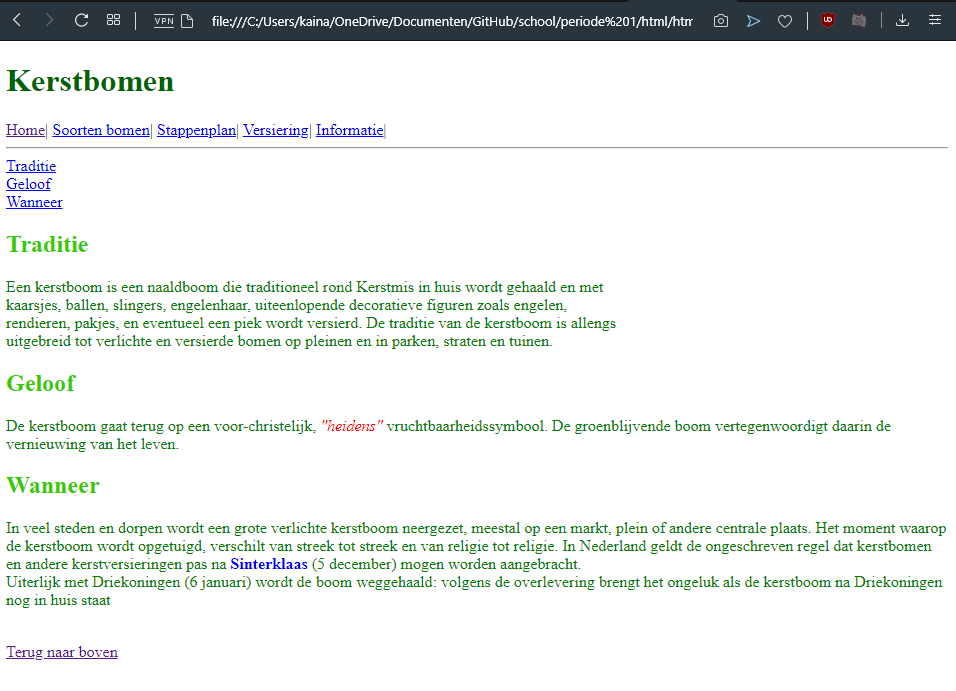 VPN file:///C:/Users/kaina/OneDrive/Documenten/GitHub/school/periode%201/html/htm
Kerstbomen
Home| Soorten bomen| Stappenplan| Versiering| Informatie|
Traditie
Geloof
Wanneer
Traditie
Een kerstboom is een naaldboom die traditioneel rond Kerstmis in huis wordt gehaald en met
kaarsjes, ballen, slingers, engelenhaar, uiteenlopende decoratieve figuren zoals engelen,
rendieren, pakjes, en eventueel een piek wordt versierd. De traditie van de kerstboom is allengs
uitgebreid tot verlichte en versierde bomen op pleinen en in parken, straten en tuinen.
Geloof
De kerstboom gaat terug op een voor-christelijk, "heidens" vruchtbaarheidssymbool. De groenblijvende boom vertegenwoordigt daarin de
vernieuwing van het leven.
Wanneer
In veel steden en dorpen wordt een grote verlichte kerstboom neergezet, meestal op een markt, plein of andere centrale plaats. Het moment waarop
de kerstboom wordt opgetuigd, verschilt van streek tot streek en van religie tot religie. In Nederland geldt de ongeschreven regel dat kerstbomen
en andere kerstversieringen pas na Sinterklaas (5 december) mogen worden aangebracht.
Uiterlijk met Driekoningen (6 januari) wordt de boom weggehaald: volgens de overlevering brengt het ongeluk als de kerstboom na Driekoningen
nog in huis staat
Terug naar boven